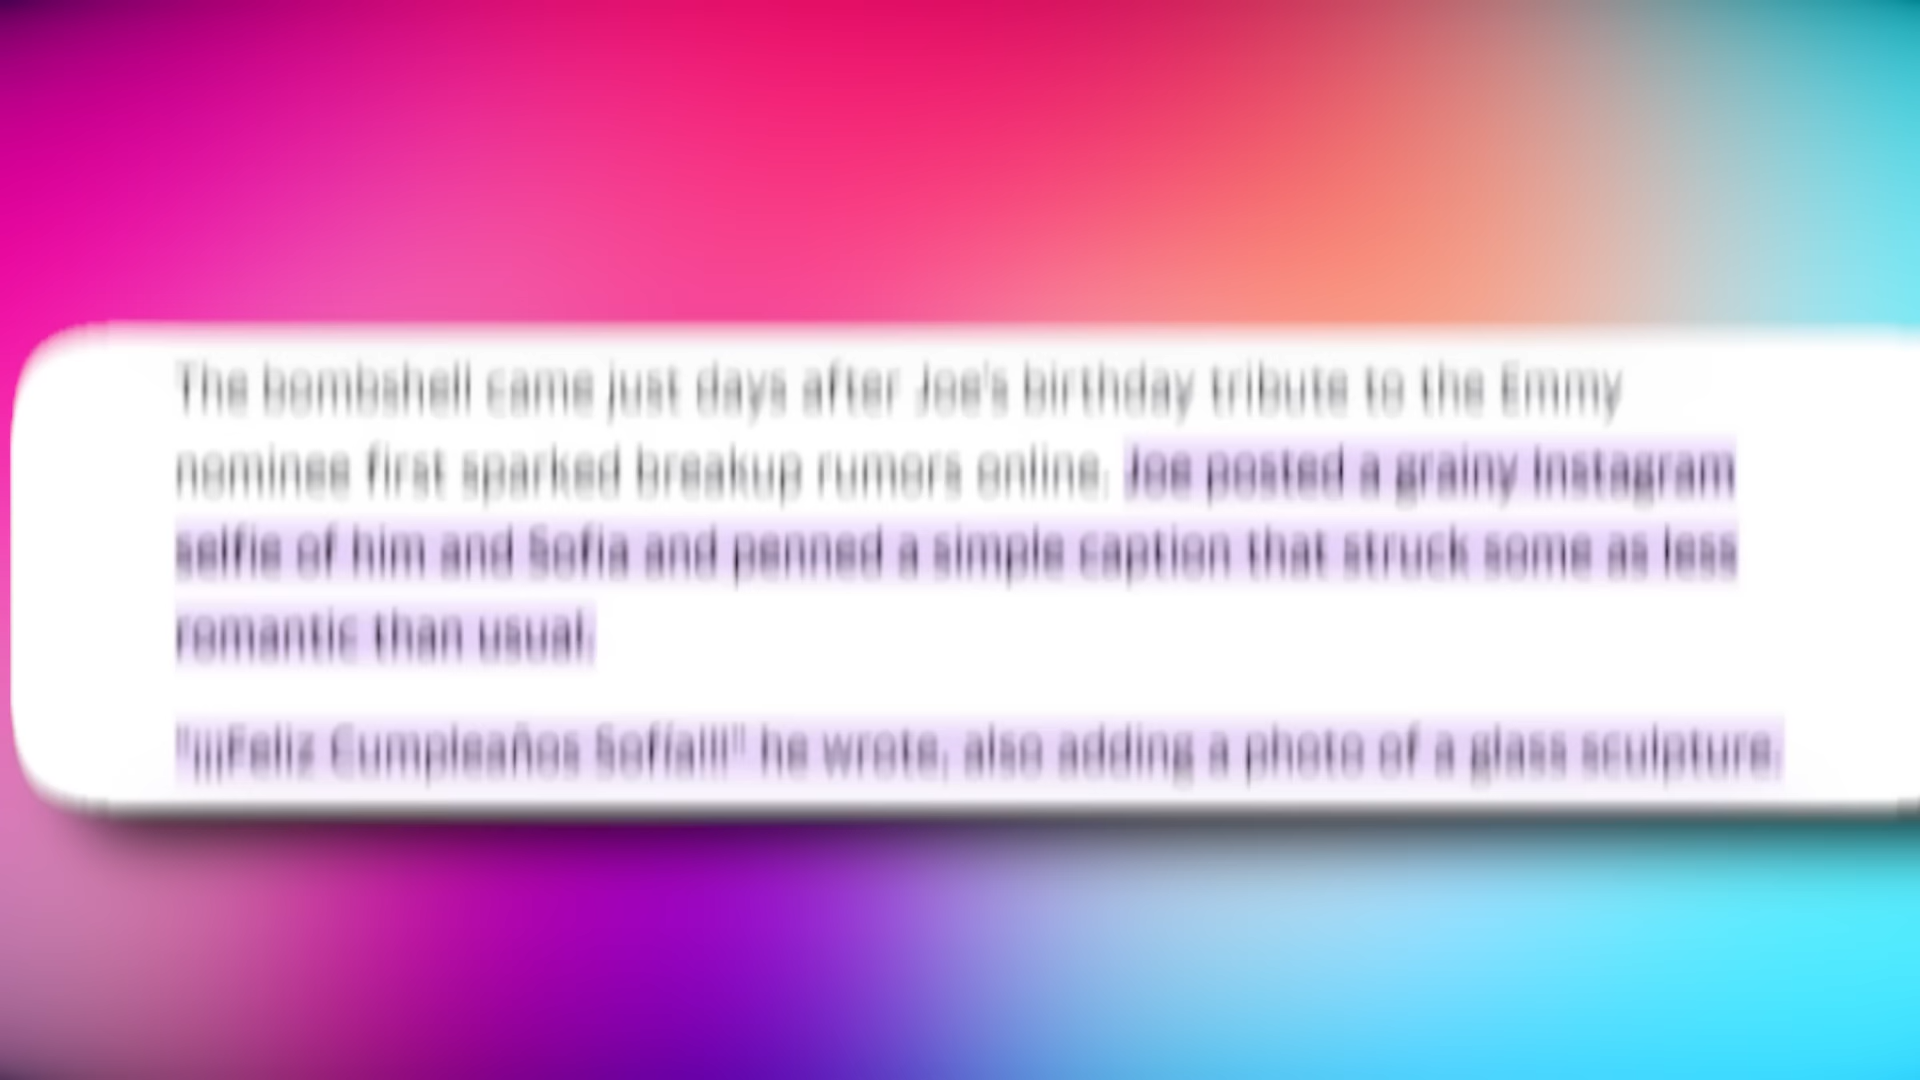 The bombshell came just days after Joe's birthday tribute to the Emmy
nominee first sparked breakup rumors online. Joe posted a grainy Instagram
selfie of him and Sofia and penned a simple caption that struck some as less
romantic than usual.
"¡¡¡Feliz Cumpleaños Sofía!!!" he wrote, also adding a photo of a glass sculpture.